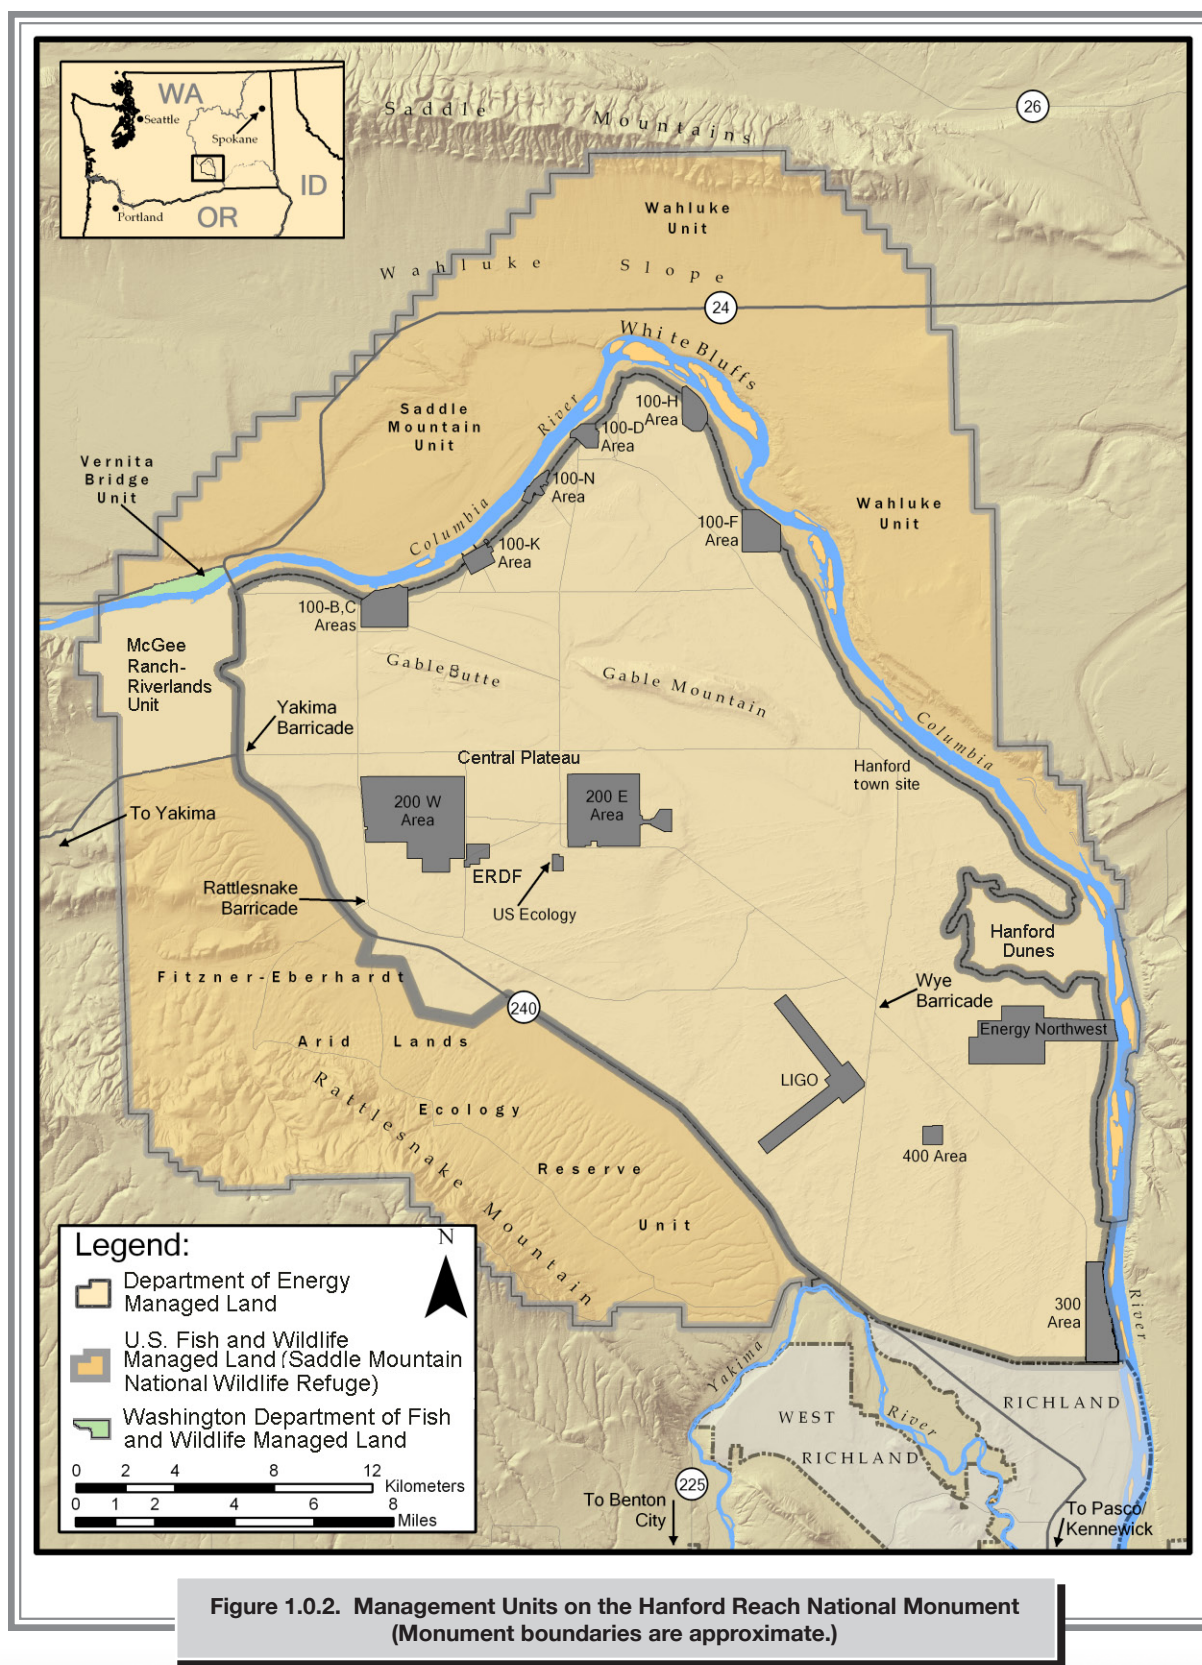 WA
Seattle
Spokane
ID
Portland
OR
Saddle Mountains
26
Wahluke
Unit
Wahluke Slope
24
White Bluffs
Saddle
Mountain
Unit
River
100-H
Area
100-D
Area
Vernita
Bridge
Unit
100-N
Area
Columbia
Wahluke
Unit
100-F
Area
100-K
Area
100-B,C
Areas
McGee
Ranch-
Riverlands
Unit
Gable Butte
Gable Mountain
Yakima
Barricade
Columbia
Central Plateau
Hanford
town site
200 W
Area
200 E
Area
To Yakima
ERDF
Rattlesnake
Barricade
US Ecology
Hanford
Dunes
Fitzner-Eberhardt
Wye
Barricade
240
Energy Northwest
Arid Lands
LIGO
Ecology
Rattlesnake Mountain
400 Area
Reserve
Unit
Legend:
N
Department of Energy
Managed Land
U.S. Fish and Wildlife
Managed Land (Saddle Mountain
National Wildlife Refuge)
Washington Department of Fish
and Wildlife Managed Land
0 2 4 8 12
Kilometers
0 1 2 4 6 8
Miles
300
Area
River
Yakima
River
RICHLAND
WEST
RICHLAND
225
To Benton
City
To Pasco/
Kennewick
Figure 1.0.2. Management Units on the Hanford Reach National Monument
(Monument boundaries are approximate.)